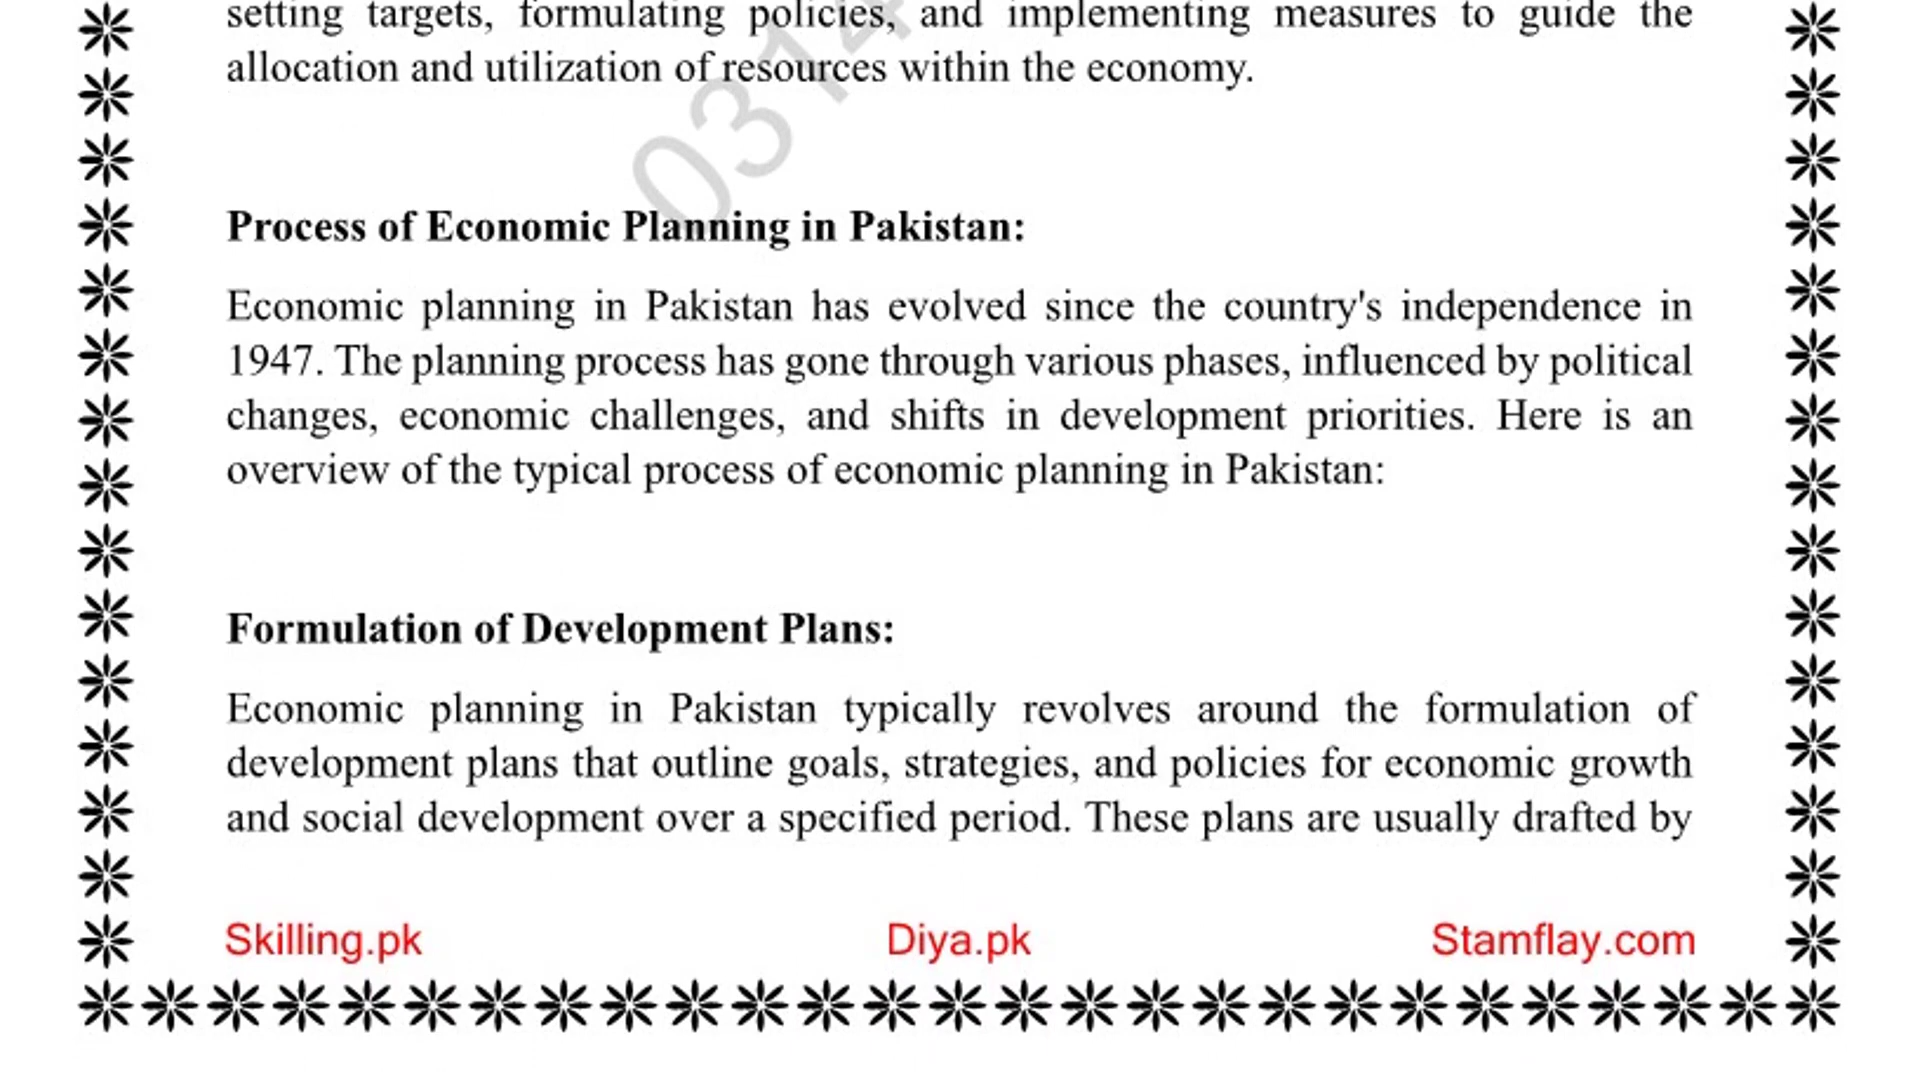 setting targets, formulating policies, and implementing measures to guide the
allocation and utilization of resources within the economy.
0314
Process of Economic Planning in Pakistan:
Economic planning in Pakistan has evolved since the country's independence in
1947. The planning process has gone through various phases, influenced by political
changes, economic challenges, and shifts in development priorities. Here is an
overview of the typical process of economic planning in Pakistan:
Formulation of Development Plans:
Economic planning in Pakistan typically revolves around the formulation of
development plans that outline goals, strategies, and policies for economic growth
and social development over a specified period. These plans are usually drafted by
Skilling.pk Diya.pk Stamflay.com